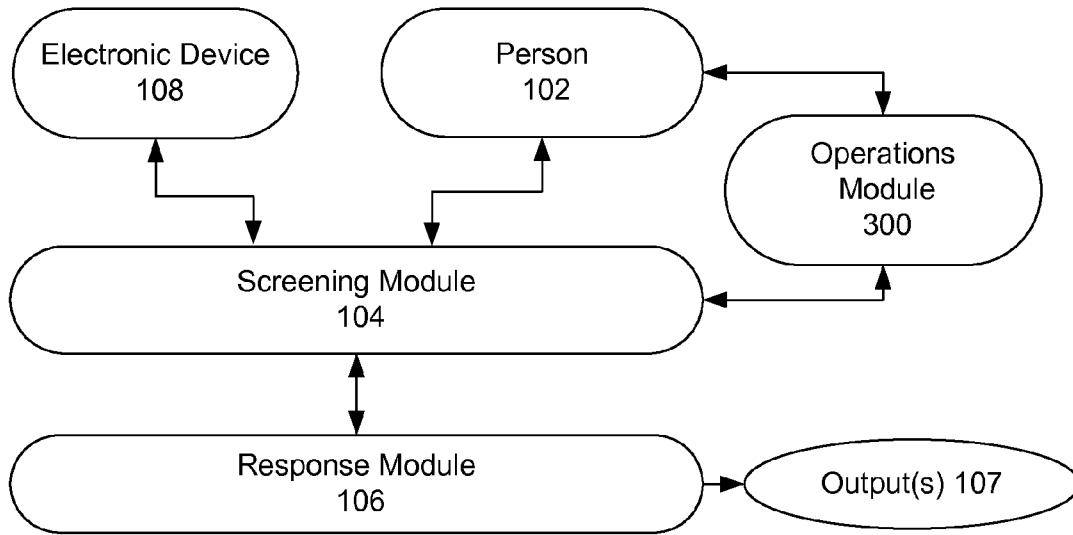 Electronic Device
108
Person
102
Operations
Module
300
Screening Module
104
Response Module
106
Output(s) 107